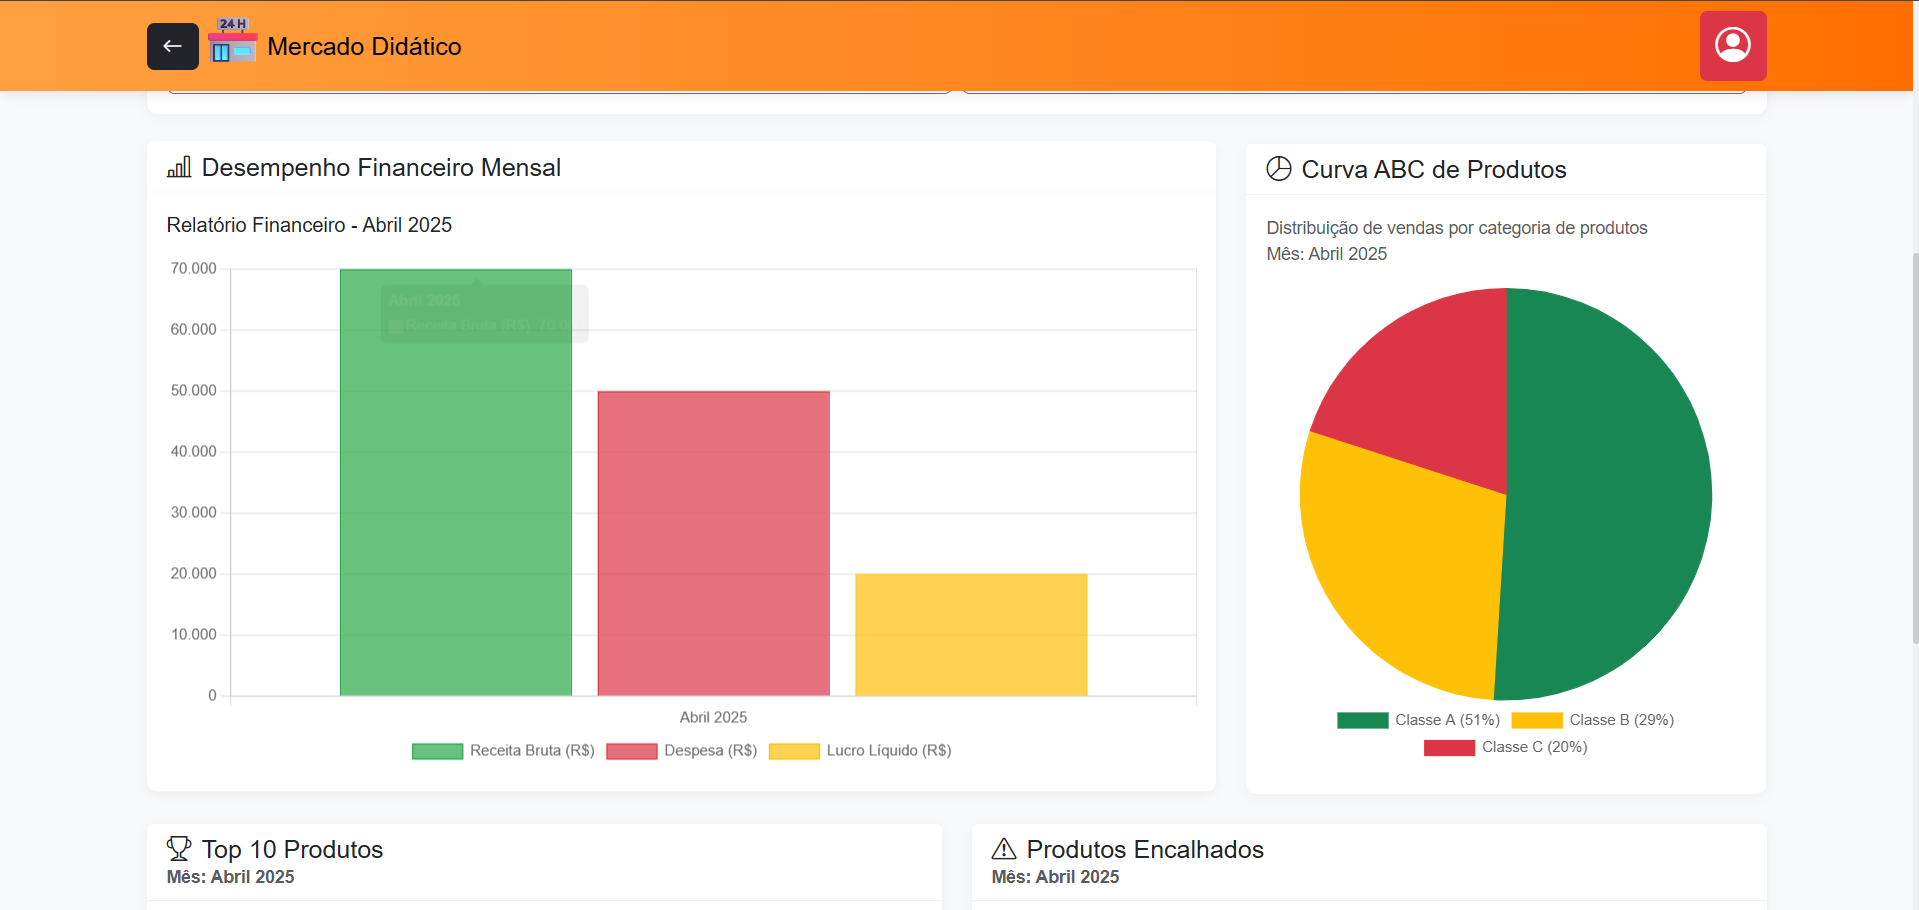 24 H
Mercado Didático
Desempenho Financeiro Mensal
Relatório Financeiro - Abril 2025
70.000
60.000
50.000
40.000
30.000
20.000
10.000
0
Abril 2025
Receita Bruta (R$)
Abril 2025
Receita Bruta (R$) Despesa (R$) Lucro Líquido (R$)
Curva ABC de Produtos
Distribuição de vendas por categoria de produtos
Mês: Abril 2025
Classe A (51%) Classe B (29%)
Classe C (20%)
Top 10 Produtos
Mês: Abril 2025
Produtos Encalhados
Mês: Abril 2025